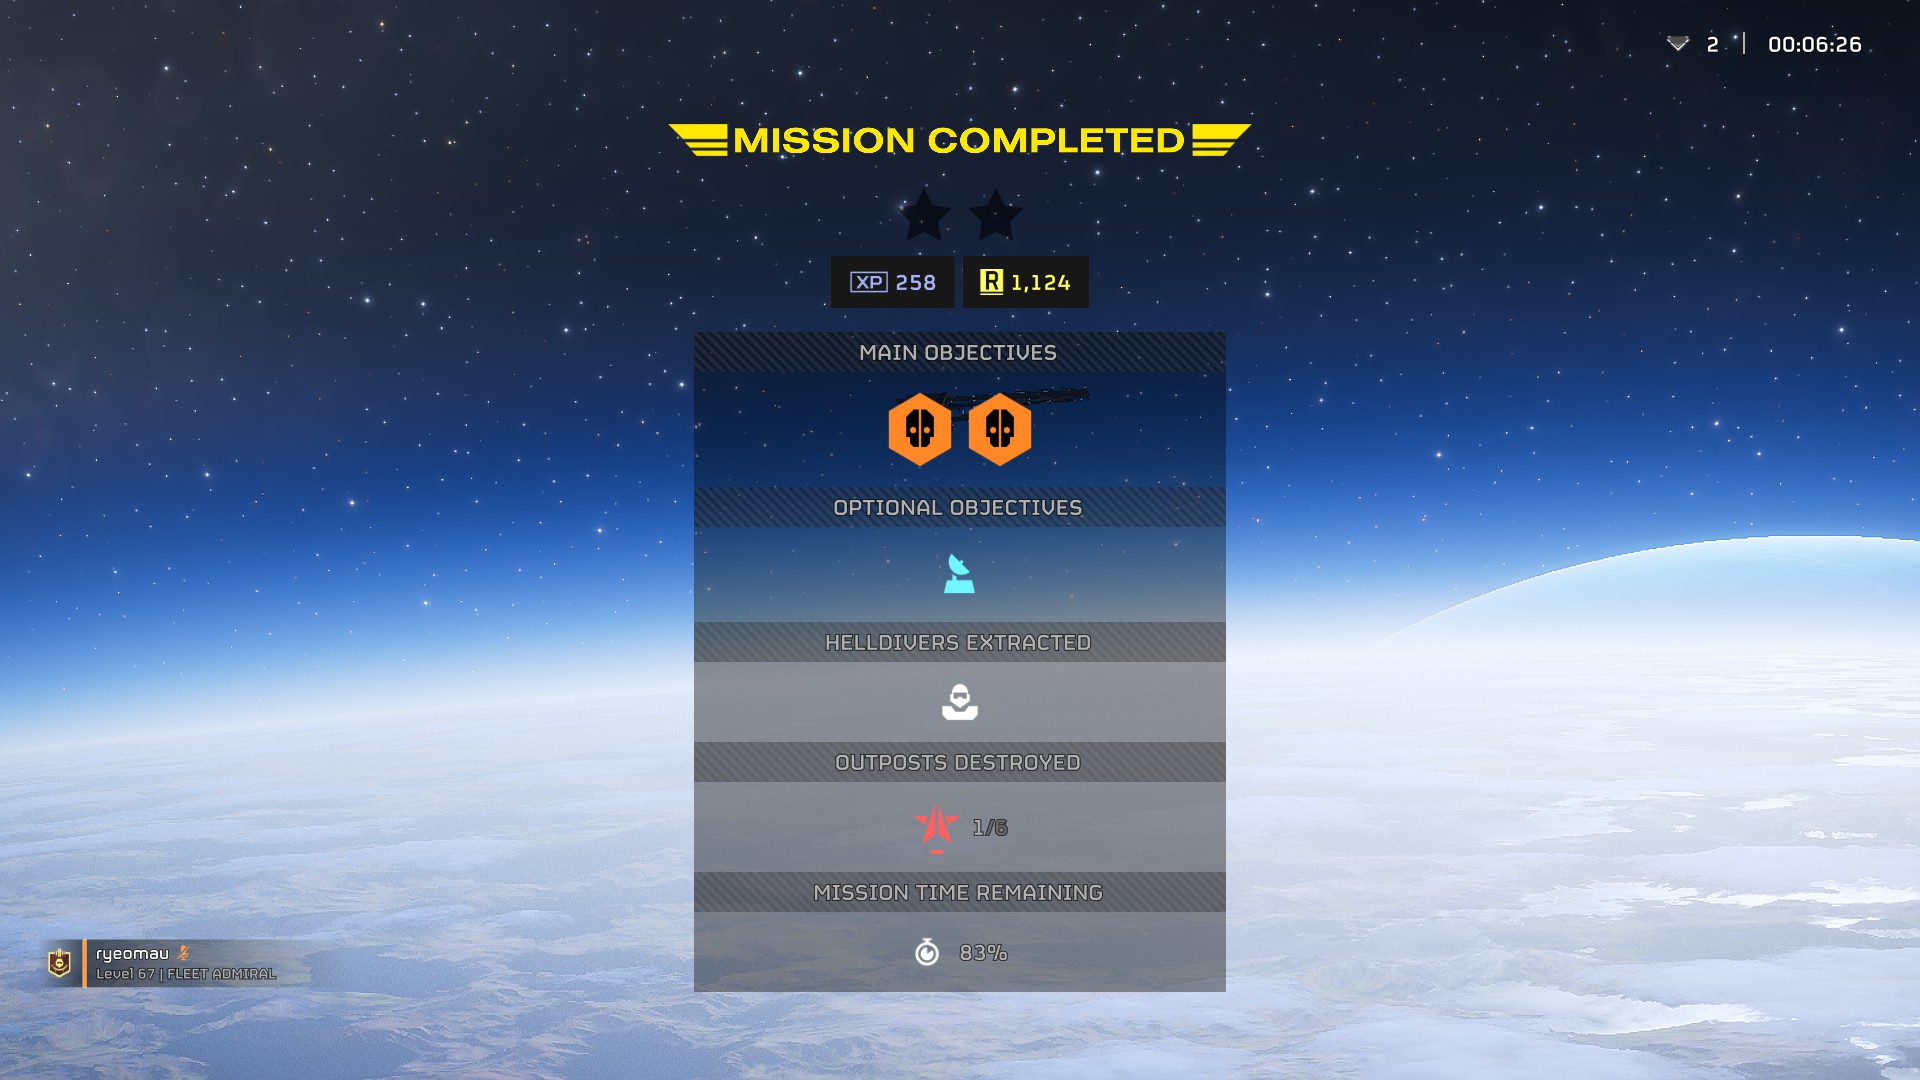 2 | 00:06:26
MISSION COMPLETED
XP 258 R 1,124
MAIN OBJECTIVES
OPTIONAL OBJECTIVES
HELLDIVERS EXTRACTED
OUTPOSTS DESTROYED
1/6
MISSION TIME REMAINING
83%
ryeomau
Level 67 | FLEET ADMIRAL